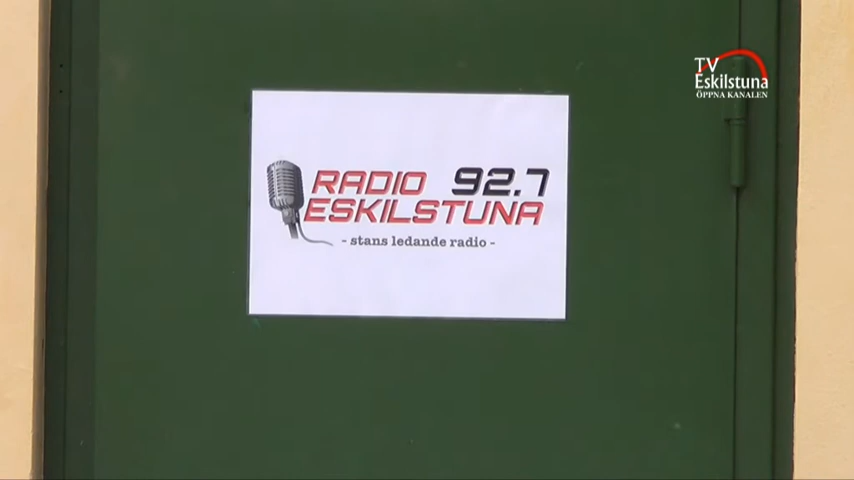 TV
Eskilstuna
ÖPPNA KANALEN
RADIO 92.7
ESKILSTUNA
- stans ledande radio -